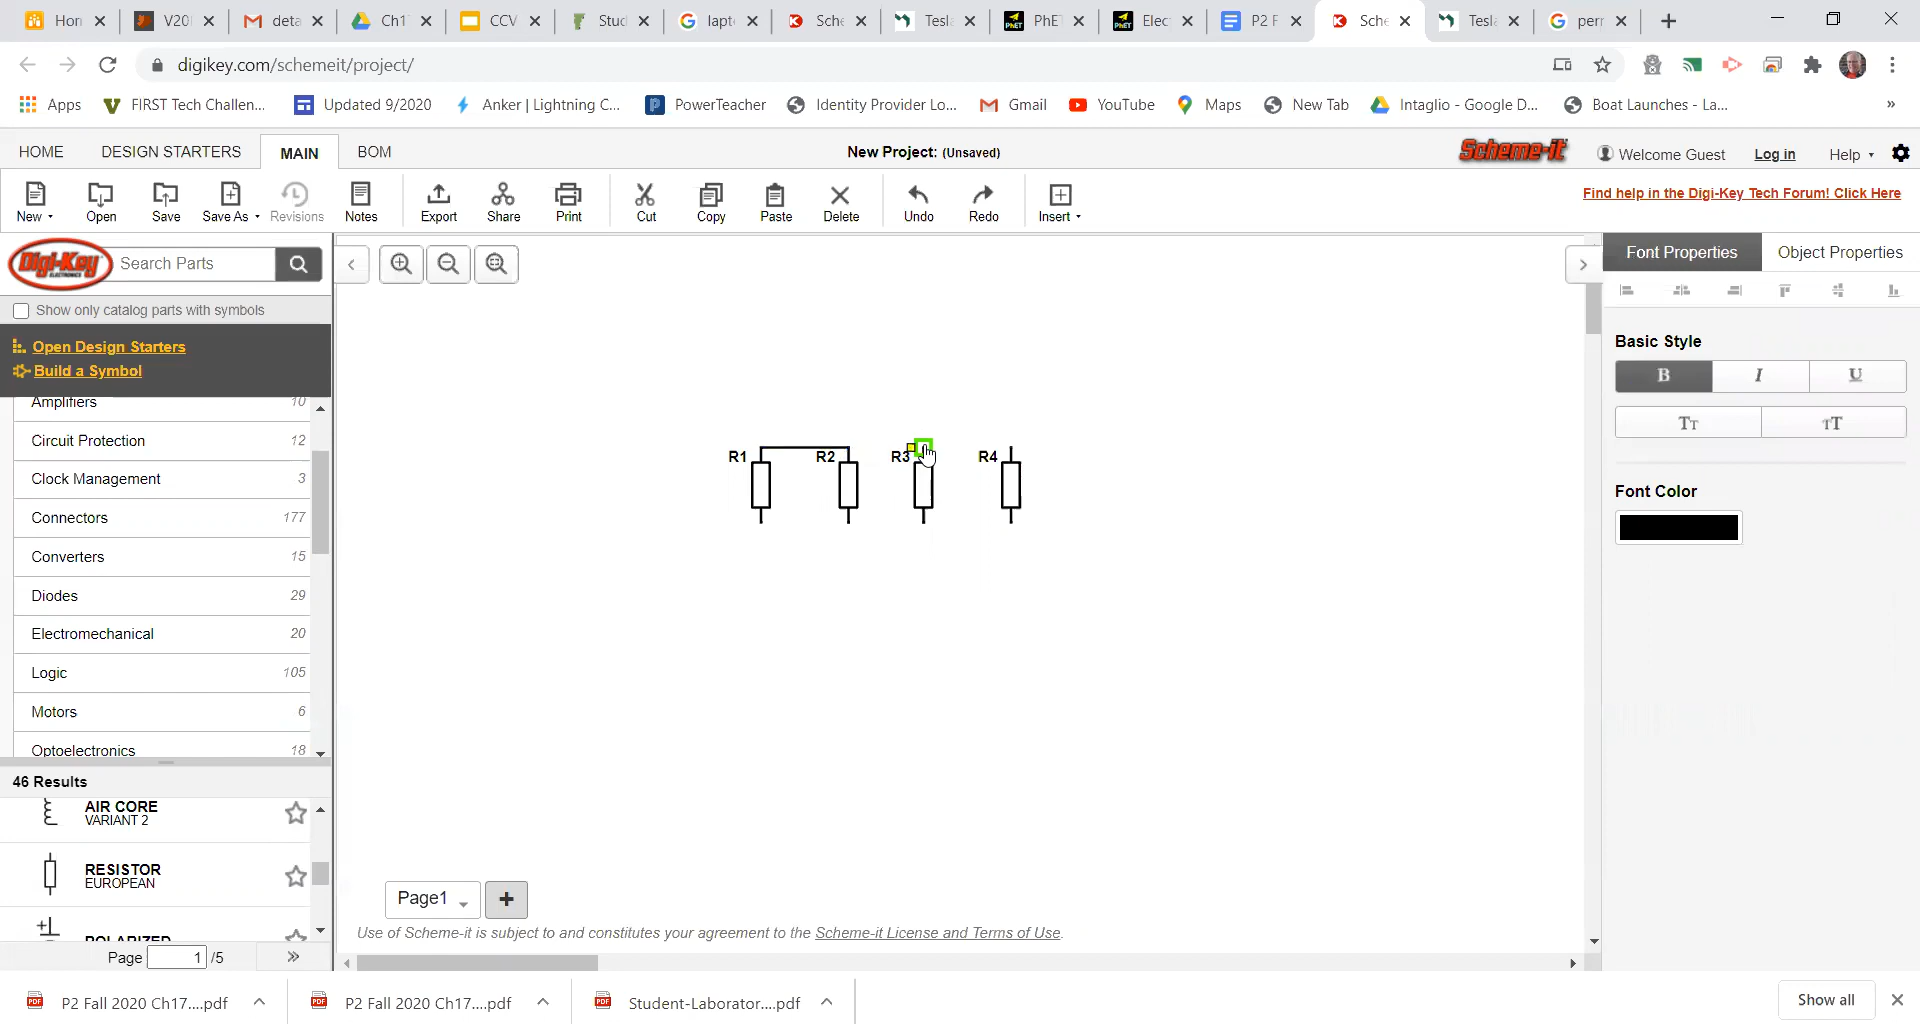 Hom
V20
deta
Ch1
CCV
Stud
lapt
Sche
Tesla
PhE
Elec
P2 F
Sche
Tesla
perr
digikey.com/schemeit/project/
Apps
FIRST Tech Challen...
Updated 9/2020
Anker | Lightning C...
PowerTeacher
Identity Provider Lo...
Gmail
YouTube
Maps
New Tab
Intaglio - Google D...
Boat Launches - La...
»
HOME
DESIGN STARTERS
MAIN
BOM
New Project: (Unsaved)
Scheme-it
Welcome Guest
Log in
Help
New
Open
Save
Save As
Revisions
Notes
Export
Share
Print
Cut
Copy
Paste
Delete
Undo
Redo
Insert
Find help in the Digi-Key Tech Forum! Click Here
Digi-Key
ELECTRONICS
Search Parts
Show only catalog parts with symbols
Open Design Starters
Build a Symbol
Amplifiers 10
Circuit Protection 12
Clock Management 3
Connectors 177
Converters 15
Diodes 29
Electromechanical 20
Logic 105
Motors 6
Optoelectronics 18
46 Results
AIR CORE
VARIANT 2
RESISTOR
EUROPEAN
POLARIZED
Page 1 /5 »
R1
R2
R3
R4
Page1
+
Use of Scheme-it is subject to and constitutes your agreement to the Scheme-it License and Terms of Use.
Font Properties
Object Properties
Basic Style
B
I
U
TT
TT
Font Color
P2 Fall 2020 Ch17....pdf
P2 Fall 2020 Ch17....pdf
Student-Laborator....pdf
Show all